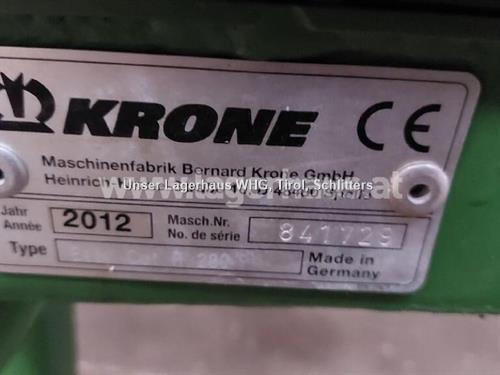 KRONE CE
Maschinenfabrik Bernard Krone GmbH
Heinrich-
Unser Lagerhaus WHG, Tirol, Schlitters
Jahr
Année 2012 Masch.Nr.
No. de série 841729
Type 280 Made in
Germany